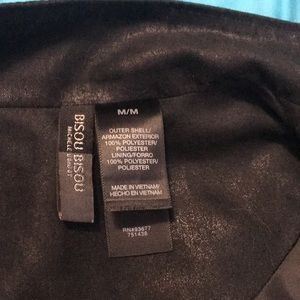 BISOU BISOU
MICHELE BOHBOT
M/M
OUTER SHELL/
ARMAZON EXTERIOR
100% POLYESTER/
POLIESTER
LINING/FORRO
100% POLYESTER/
POLIESTER
MADE IN VIETNAM/
HECHO EN VIETNAM
RN#93677
751438